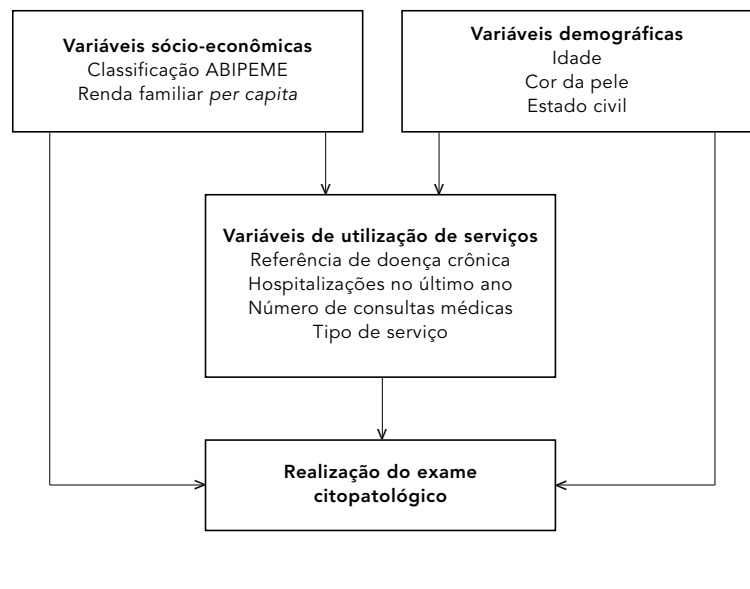 Variáveis sócio-econômicas
Classificação ABIPEME
Renda familiar per capita
Variáveis demográficas
Idade
Cor da pele
Estado civil
Variáveis de utilização de serviços
Referência de doença crônica
Hospitalizações no último ano
Número de consultas médicas
Tipo de serviço
Realização do exame
citopatológico